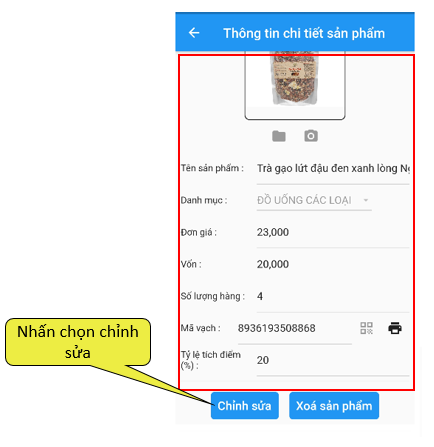 Thông tin chi tiết sản phẩm
Tên sản phẩm : Trà gạo lứt đậu đen xanh lòng
Danh mục : ĐỒ UỐNG CÁC LOẠI
Đơn giá : 23,000
Vốn : 20,000
Số lượng hàng : 4
Mã vạch : 8936193508868
Tỷ lệ tích điểm
(%) : 20
Nhấn chọn chỉnh
sửa
Chỉnh sửa Xoá sản phẩm